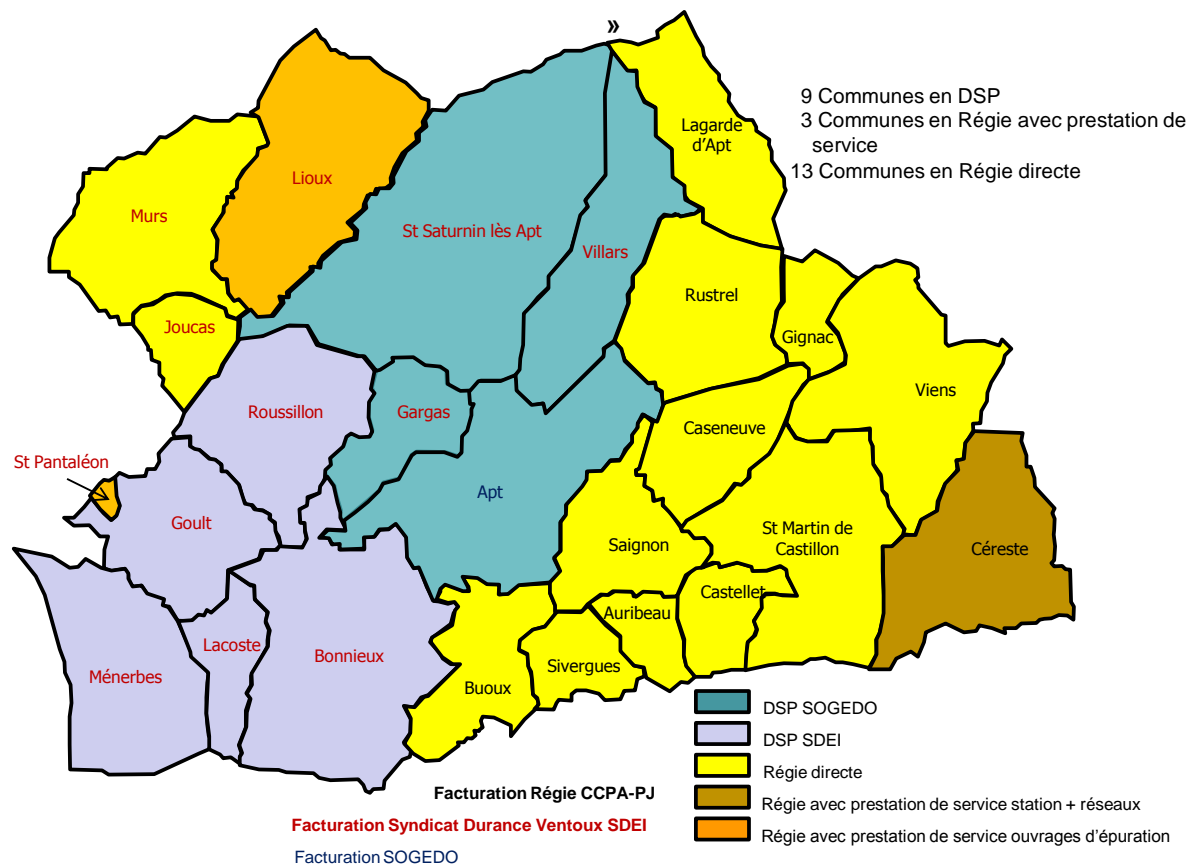 »
9 Communes en DSP
3 Communes en Régie avec prestation de
service
13 Communes en Régie directe
Lagarde
d'Apt
Lioux
Murs
St Saturnin lès Apt
Villars
Rustrel
Joucas
Gignac
Viens
Roussillon
Gargas
Caseneuve
St Pantaléon
Apt
Goult
St Martin de
Castillon
Saignon
Céreste
Castellet
Auribeau
Lacoste
Bonnieux
Sivergues
Ménerbes
Buoux
DSP SOGEDO
DSP SDEI
Régie directe
Régie avec prestation de service station + réseaux
Régie avec prestation de service ouvrages d'épuration
Facturation Régie CCPA-PJ
Facturation Syndicat Durance Ventoux SDEI
Facturation SOGEDO